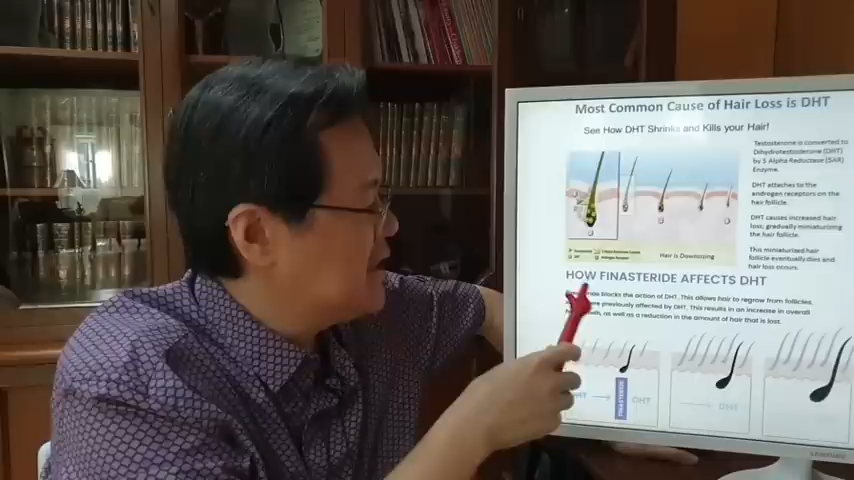 Most Common Cause of Hair Loss is DHT
See How DHT Shrinks and Kills your Hair!
Testosterone is converted to
Dihydrotestosterone (DHT)
by 5 Alpha Reductase (5AR)
Enzyme.
DHT attaches to the
androgen receptors on the
hair follicle.
DHT causes increased hair
loss, gradually miniaturizing
the hair follicle.
This miniaturized hair
follicle eventually dies and
hair loss occurs.
Hair is Downsizing
HOW FINASTERIDE AFFECTS DHT
blocks the action of DHT. This allows hair to regrow from follicles,
were previously affected by DHT. This results in an increase in overall
as well as a reduction in the amount of hair that is lost.
FINASTERIDE
DHT
DHT
SAMSUNG